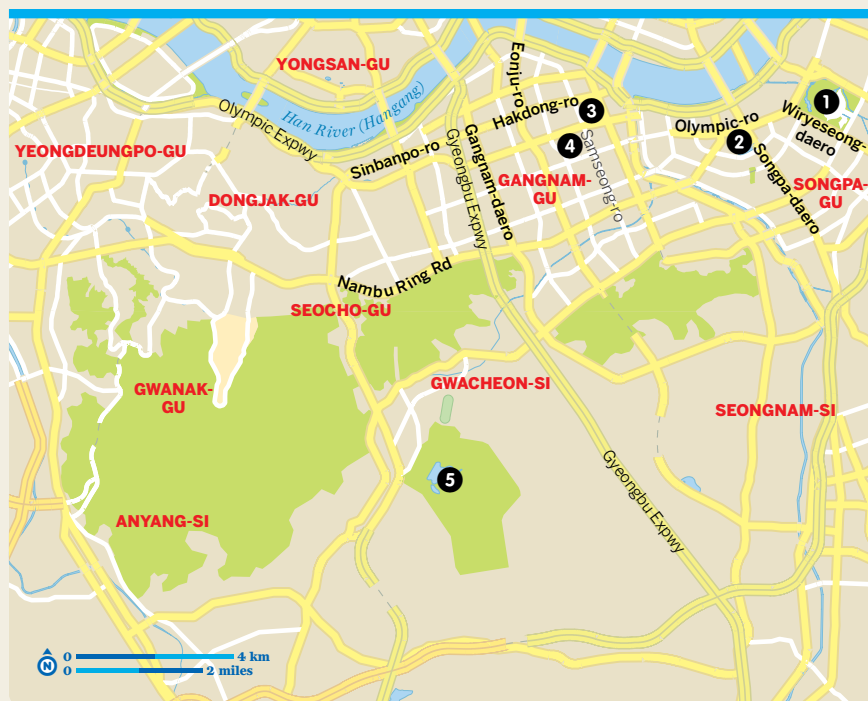 YONGSAN-GU
Han River (Hangang)
Olympic Expwy
YEONGDEUNGPO-GU
DONGJAK-GU
Sinbanpo-ro
Gyeongbu Expwy
Gangnam-daero
Eonju-ro
Hakdong-ro
3
4
Samseong-ro
GANGNAM-
GU
Olympic-ro
2
1
Wiryeseong-
daero
Songpa-daero
SONGPA-
GU
Nambu Ring Rd
SEOCHO-GU
GWANAK-
GU
GWACHEON-SI
SEONGNAM-SI
5
Gyeongbu Expwy
ANYANG-SI
N
0 4 km
0 2 miles